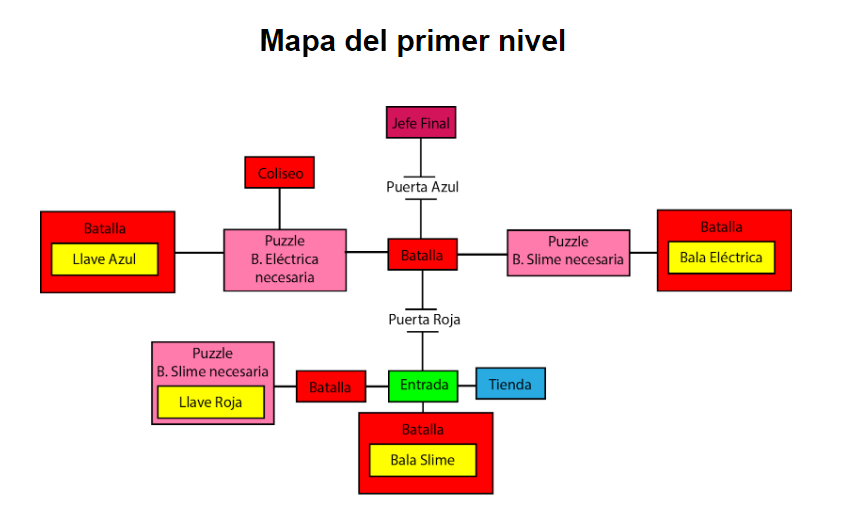 Mapa del primer nivel
Jefe Final
Puerta Azul
Coliseo
Batalla
Llave Azul
Puzzle
B. Eléctrica
necesaria
Batalla
Puzzle
B. Slime necesaria
Batalla
Bala Eléctrica
Puerta Roja
Puzzle
B. Slime necesaria
Llave Roja
Batalla
Entrada
Tienda
Batalla
Bala Slime